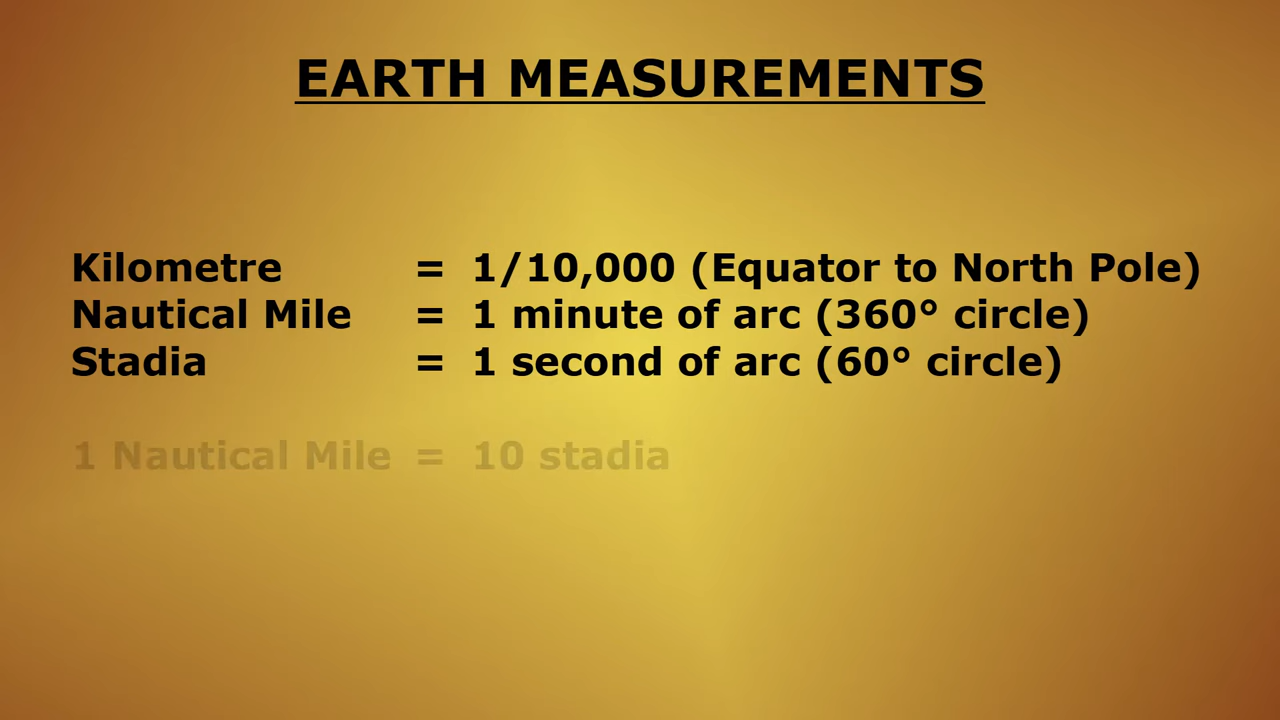 EARTH MEASUREMENTS
Kilometre = 1/10,000 (Equator to North Pole)
Nautical Mile = 1 minute of arc (360° circle)
Stadia = 1 second of arc (60° circle)
1 Nautical Mile = 10 stadia